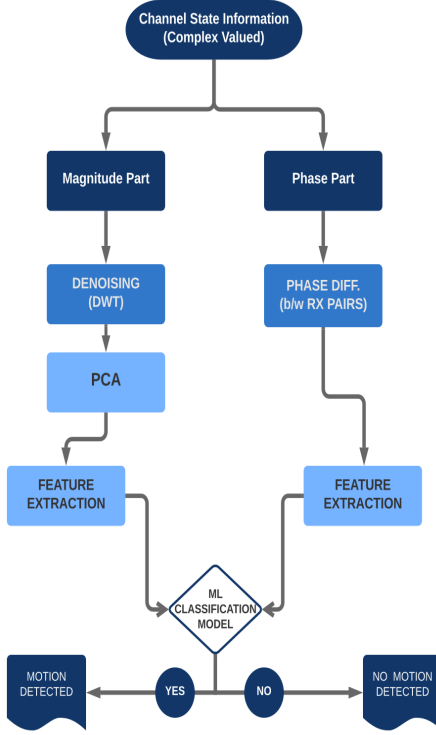 Channel State Information
(Complex Valued)
Magnitude Part
Phase Part
DENOISING
(DWT)
PHASE DIFF.
(b/w RX PAIRS)
PCA
FEATURE
EXTRACTION
FEATURE
EXTRACTION
ML
CLASSIFICATION
MODEL
MOTION
DETECTED
YES
NO
NO MOTION
DETECTED